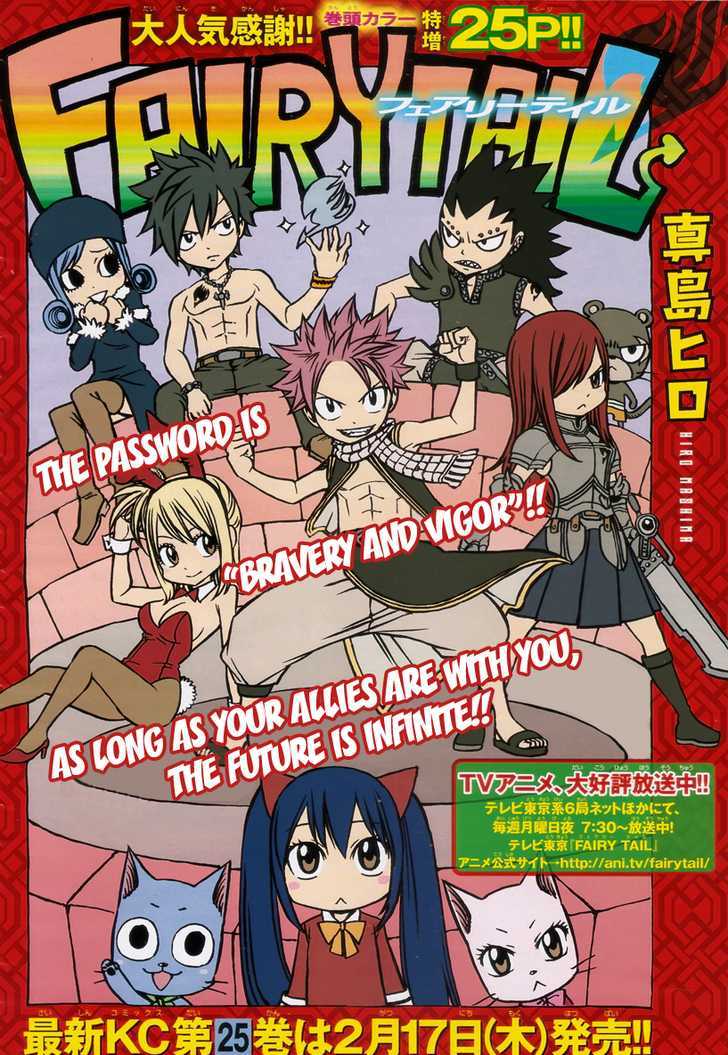 大人気感謝!! 巻頭カラー 特増 25P!!
FAIRY TAIL
フェアリーテイル
真島ヒロ
HIRO MASHIMA
THE PASSWORD IS
"BRAVERY AND VIGOR"!!
AS LONG AS YOUR ALLIES ARE WITH YOU,
THE FUTURE IS INFINITE!!
TVアニメ、大好評放送中!!
テレビ東京系6局ネットほかにて、
毎週月曜日夜 7:30〜放送中!
テレビ東京『FAIRY TAIL』
アニメ公式サイト→http://ani.tv/fairytail/
最新KC第25巻は2月17日(木)発売!!